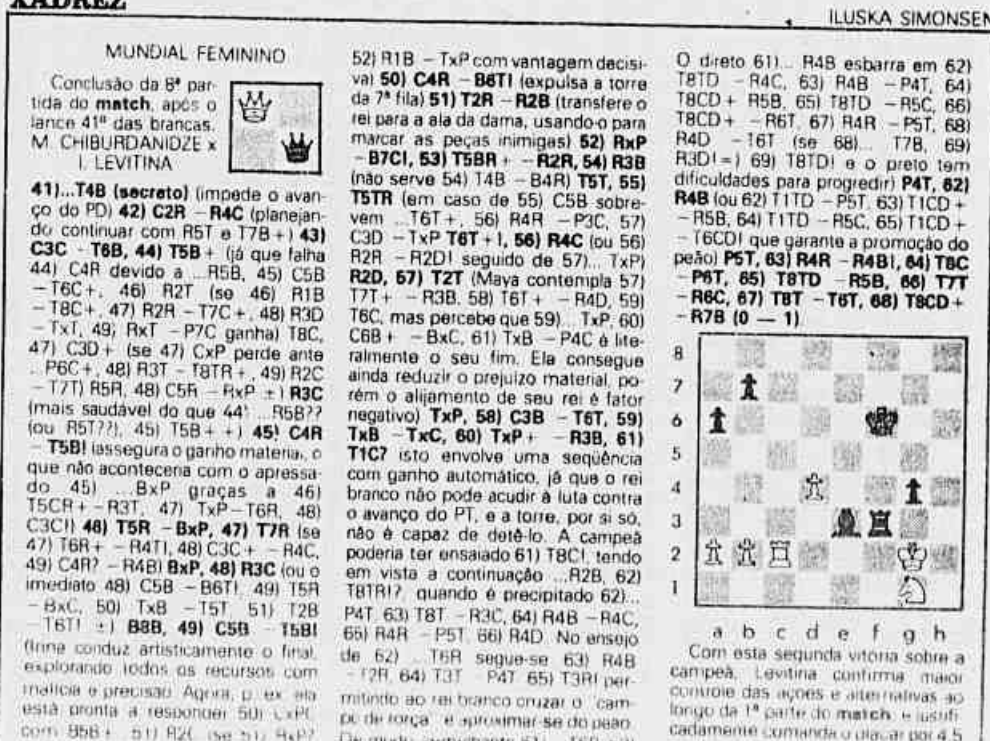 XADREZ
ILUSKA SIMONSEN
MUNDIAL FEMININO
Conclusão da 8ª par-
tida do match, após o
lance 41º das brancas.
M. CHIBURDANIDZE x
I. LEVITINA
41)...T4B (secreto) (impede o avan-
ço do PD) 42) C2R – R4C (planejan-
do continuar com R5T e T7B+) 43)
C3C – T6B, 44) T5B+ (já que falha
44) C4R devido a ...R5B, 45) C5B
– T6C+, 46) R2T (se 46) R1B
– T8C+, 47) R2R – T7C+, 48) R3D
– TxT, 49) RxT – P7C ganha) T8C,
47) C3D+ (se 47) CxP perde ante
... P6C+, 48) R3T – T8TR+, 49) R2C
– T7T) R5R, 48) C5R – RxP ±) R3C
(mais saudável do que 44) ...R5B??
(ou R5T??), 45) T5B++) 45) C4R
– T5B! (assegura o ganho material, o
que não aconteceria com o apressa-
do 45) ...BxP graças a 46)
T5CR+ – R3T, 47) TxP–T6R, 48)
C3C!) 46) T5R – BxP, 47) T7R (se
47) T6R+ – R4T!, 48) C3C+ – R4C,
49) C4R? – R4B) BxP, 48) R3C (ou o
imediato 48) C5B – B6T!, 49) T5R
– BxC, 50) TxB – T5T 51) T2B
– T6T! ±) B8B, 49) C5B – T5B!
(Irina conduz artisticamente o final,
explorando todos os recursos com
malícia e precisão. Agora, p. ex. ela
está pronta a responder 50) CxPC
com B5B+ 51) R2C (se 51) RxP?
52) R1B – TxP com vantagem decisi-
va) 50) C4R – B6T! (expulsa a torre
da 7ª fila) 51) T2R – R2B (transfere o
rei para a ala da dama, usando-o para
marcar as peças inimigas) 52) RxP
– B7C!, 53) T5BR+ – R2R, 54) R3B
(não serve 54) T4B – B4R) T5T, 55)
T5TR (em caso de 55) C5B sobre-
vem ...T6T+, 56) R4R – P3C, 57)
C3D – TxP T6T+!, 56) R4C (ou 56)
R2R – R2D! seguido de 57)... TxP)
R2D, 57) T2T (Maya contempla 57)
T7T+ – R3B, 58) T6T+ – R4D, 59)
T6C, mas percebe que 59)... TxP, 60)
C6B+ – BxC, 61) TxB – P4C é lite-
ralmente o seu fim. Ela consegue
ainda reduzir o prejuízo material, po-
rém o alijamento de seu rei é fator
negativo) TxP, 58) C3B – T6T, 59)
TxB – TxC, 60) TxP+ – R3B, 61)
T1C? isto envolve uma seqüência
com ganho automático, já que o rei
branco não pode acudir à luta contra
o avanço do PT, e a torre, por si só,
não é capaz de detê-lo. A campeã
poderia ter ensaiado 61) T8C!, tendo
em vista a continuação ...R2B, 62)
T8TR!?, quando é precipitado 62)...
P4T 63) T8T – R3C, 64) R4B – R4C,
65) R4R – P5T, 66) R4D. No ensejo
de 62) ...T6R segue-se 63) R4B
– T2R, 64) T3T – P4T 65) T3R! per-
mitindo ao rei branco cruzar o "cam-
po de força" e aproximar-se do peão.
O direto 61)... R4B esbarra em 62)
T8TD – R4C, 63) R4B – P4T, 64)
T8CD+ R5B, 65) T8TD – R5C, 66)
T8CD+ – R6T, 67) R4R – P5T, 68)
R4D – T6T (se 68)... T7B, 69)
R3D!=) 69) T8TD! e o preto tem
dificuldades para progredir) P4T, 62)
R4B (ou 62) T1TD – P5T, 63) T1CD+
– R5B, 64) T1TD – R5C, 65) T1CD+
– T6CD! que garante a promoção do
peão) P5T, 63) R4R – R4B!, 64) T8C
– P6T, 65) T8TD – R5B, 66) T7T
– R6C, 67) T8T – T6T, 68) T8CD+
– R7B (0 — 1)
8
7
6
5
4
3
2
1
a b c d e f g h
Com esta segunda vitória sobre a
campeã, Levitina confirma maior
controle das ações e alternativas ao
longo da 1ª parte do match, e justifi-
cadamente comanda o placar por 4,5